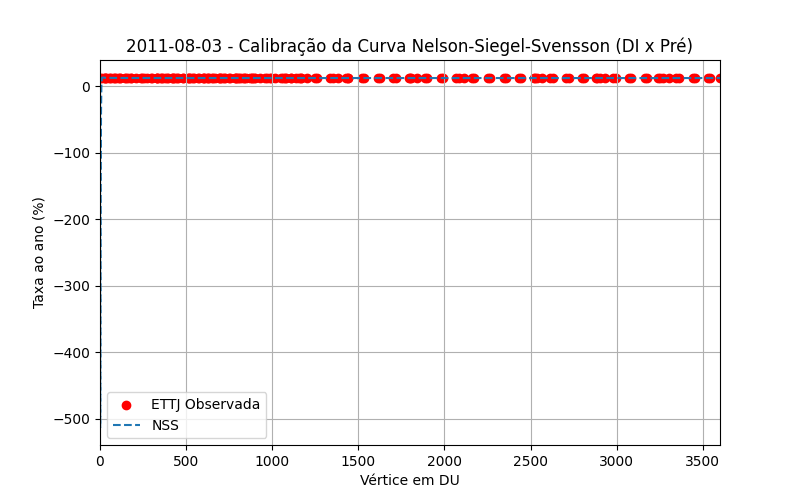 2011-08-03 - Calibração da Curva Nelson-Siegel-Svensson (DI x Pré)
Taxa ao ano (%)
0
−100
−200
−300
−400
−500
ETTJ Observada
NSS
0 500 1000 1500 2000 2500 3000 3500
Vértice em DU